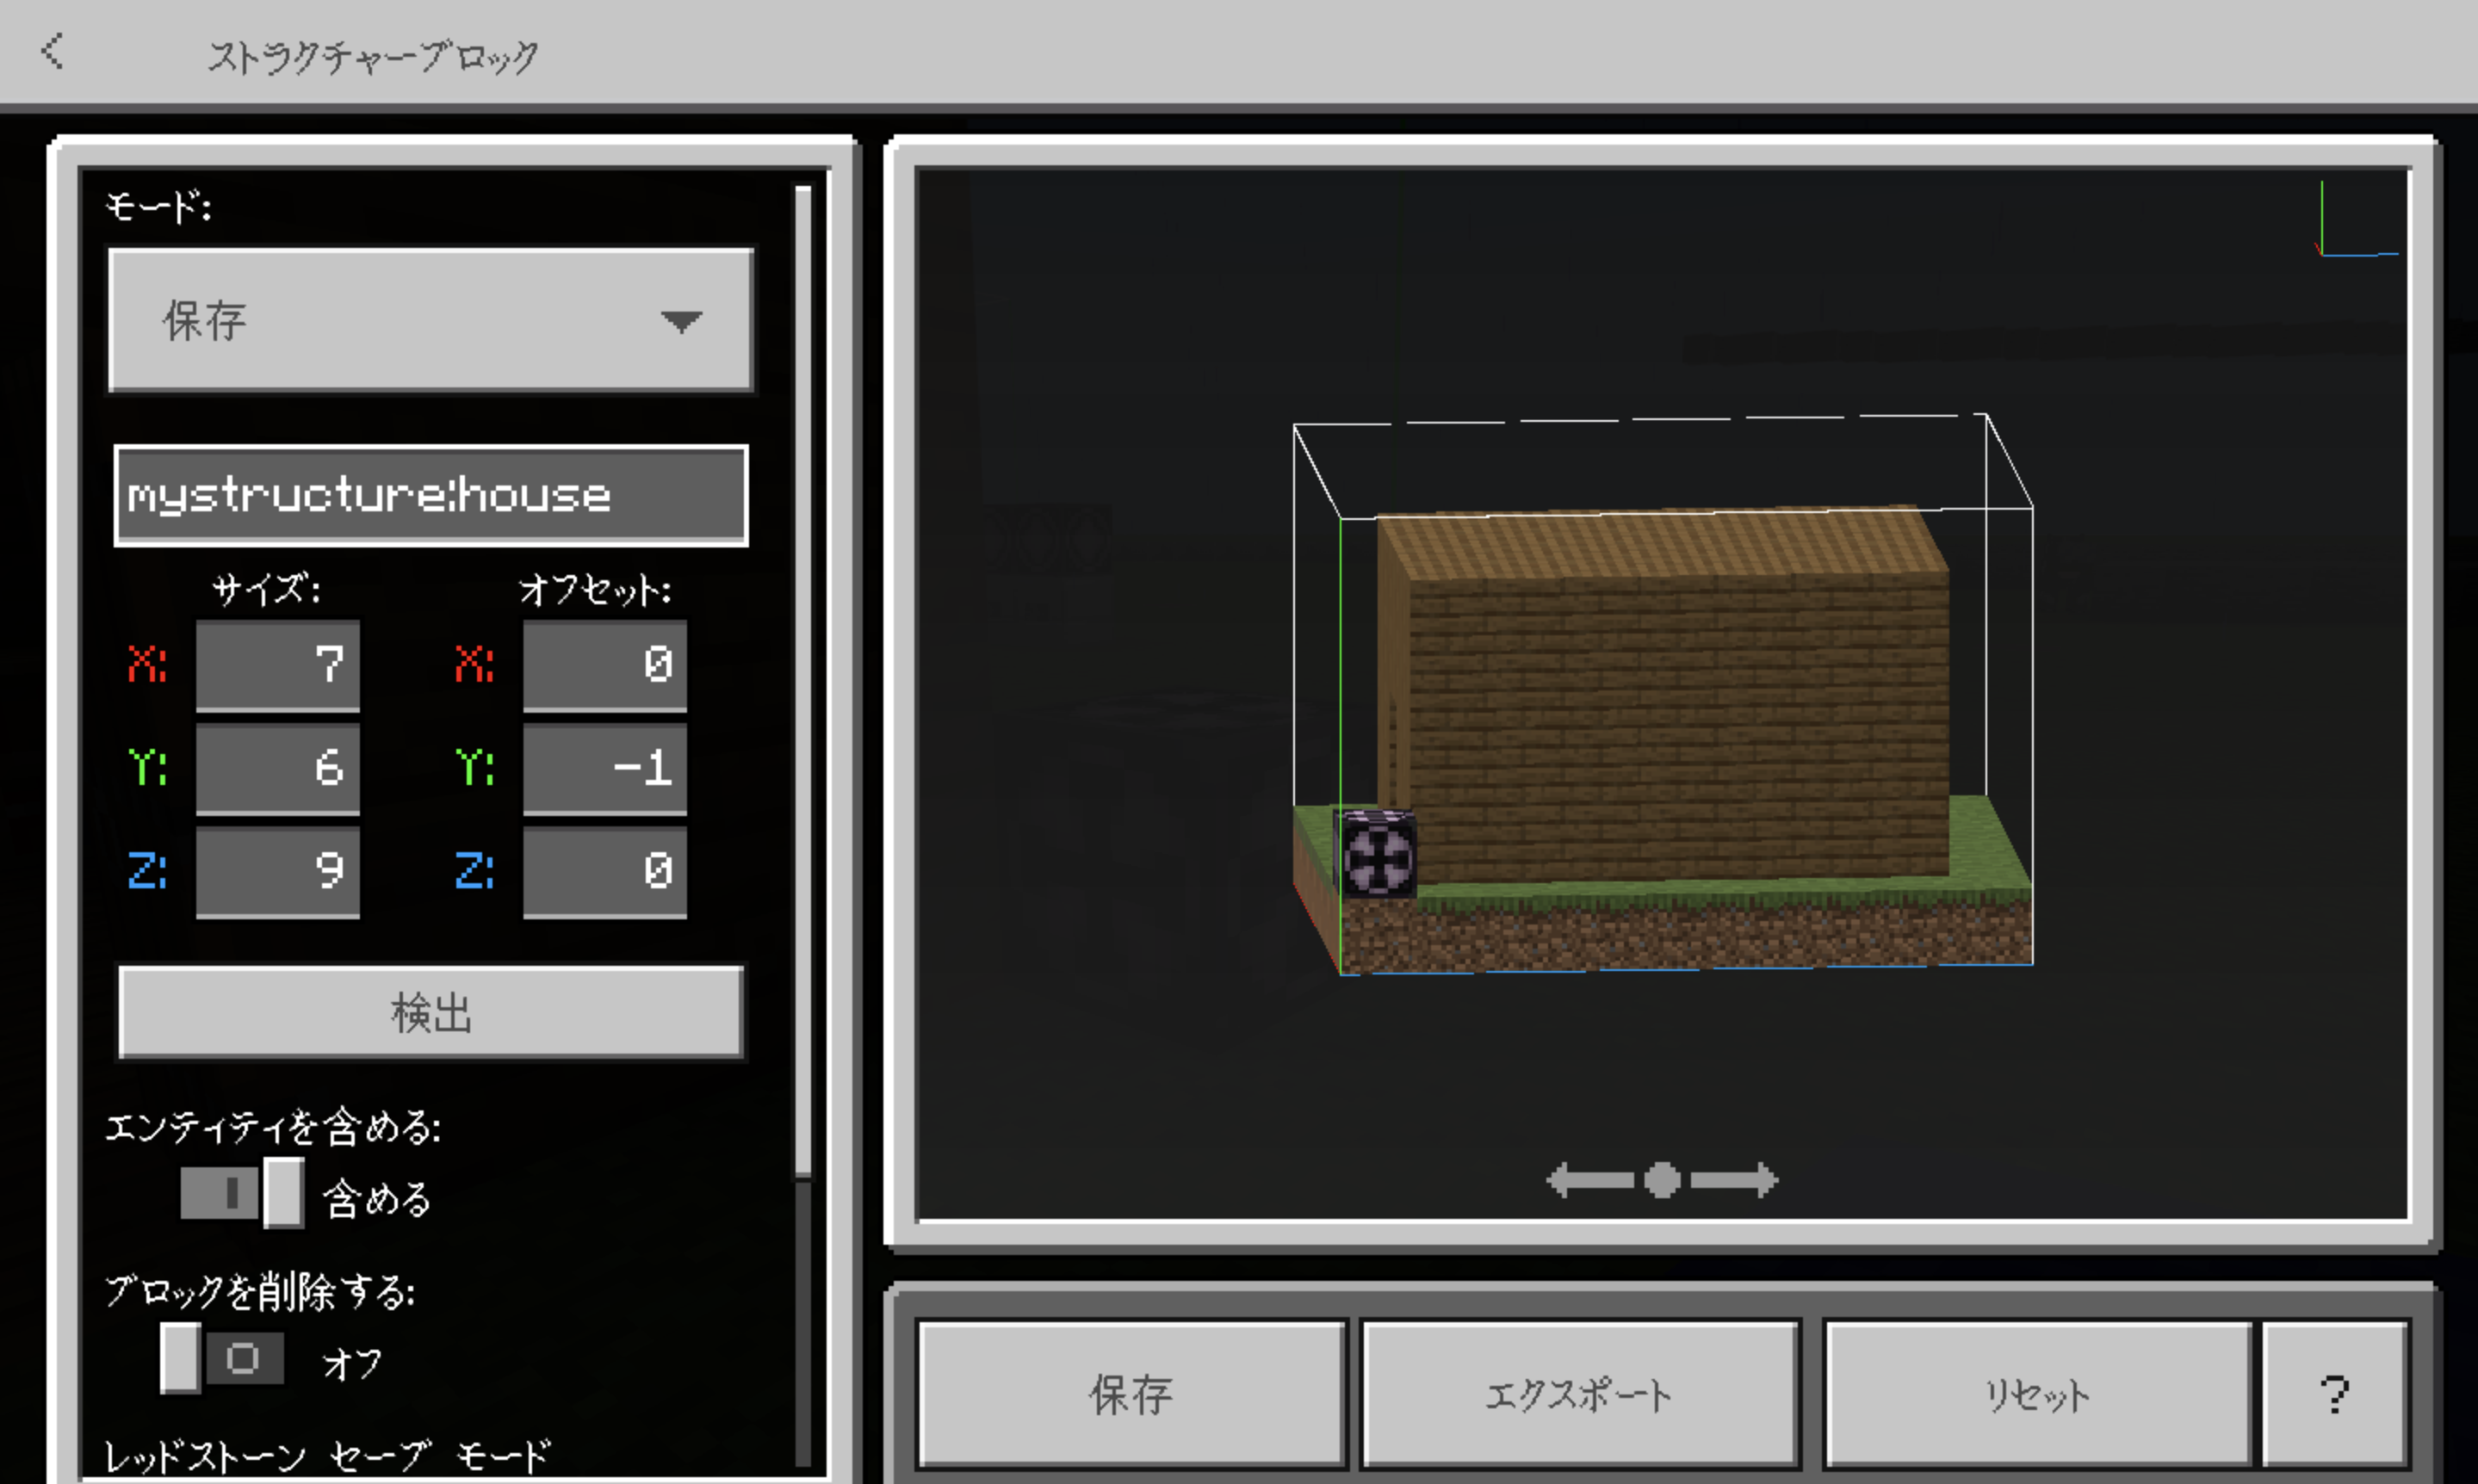 ストラクチャーブロック
モード:
保存
mystructure:house
サイズ: オフセット:
X: 7 X: 0
Y: 6 Y: -1
Z: 9 Z: 0
検出
エンティティを含める:
含める
ブロックを削除する:
オフ
レッドストーン セーブ モード
保存 エクスポート リセット ?